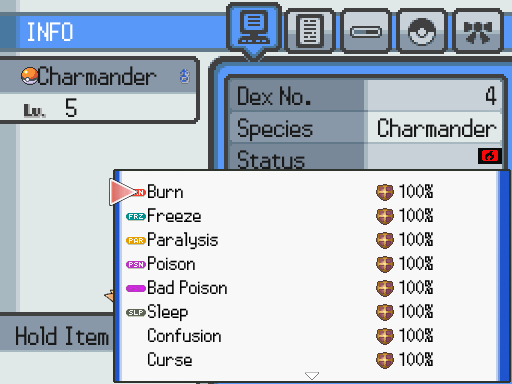 INFO
Charmander
Lv. 5
Dex No. 4
Species Charmander
Status
Burn 100%
FRZ Freeze 100%
PAR Paralysis 100%
PSN Poison 100%
Bad Poison 100%
SLP Sleep 100%
Confusion 100%
Curse 100%
Hold Item